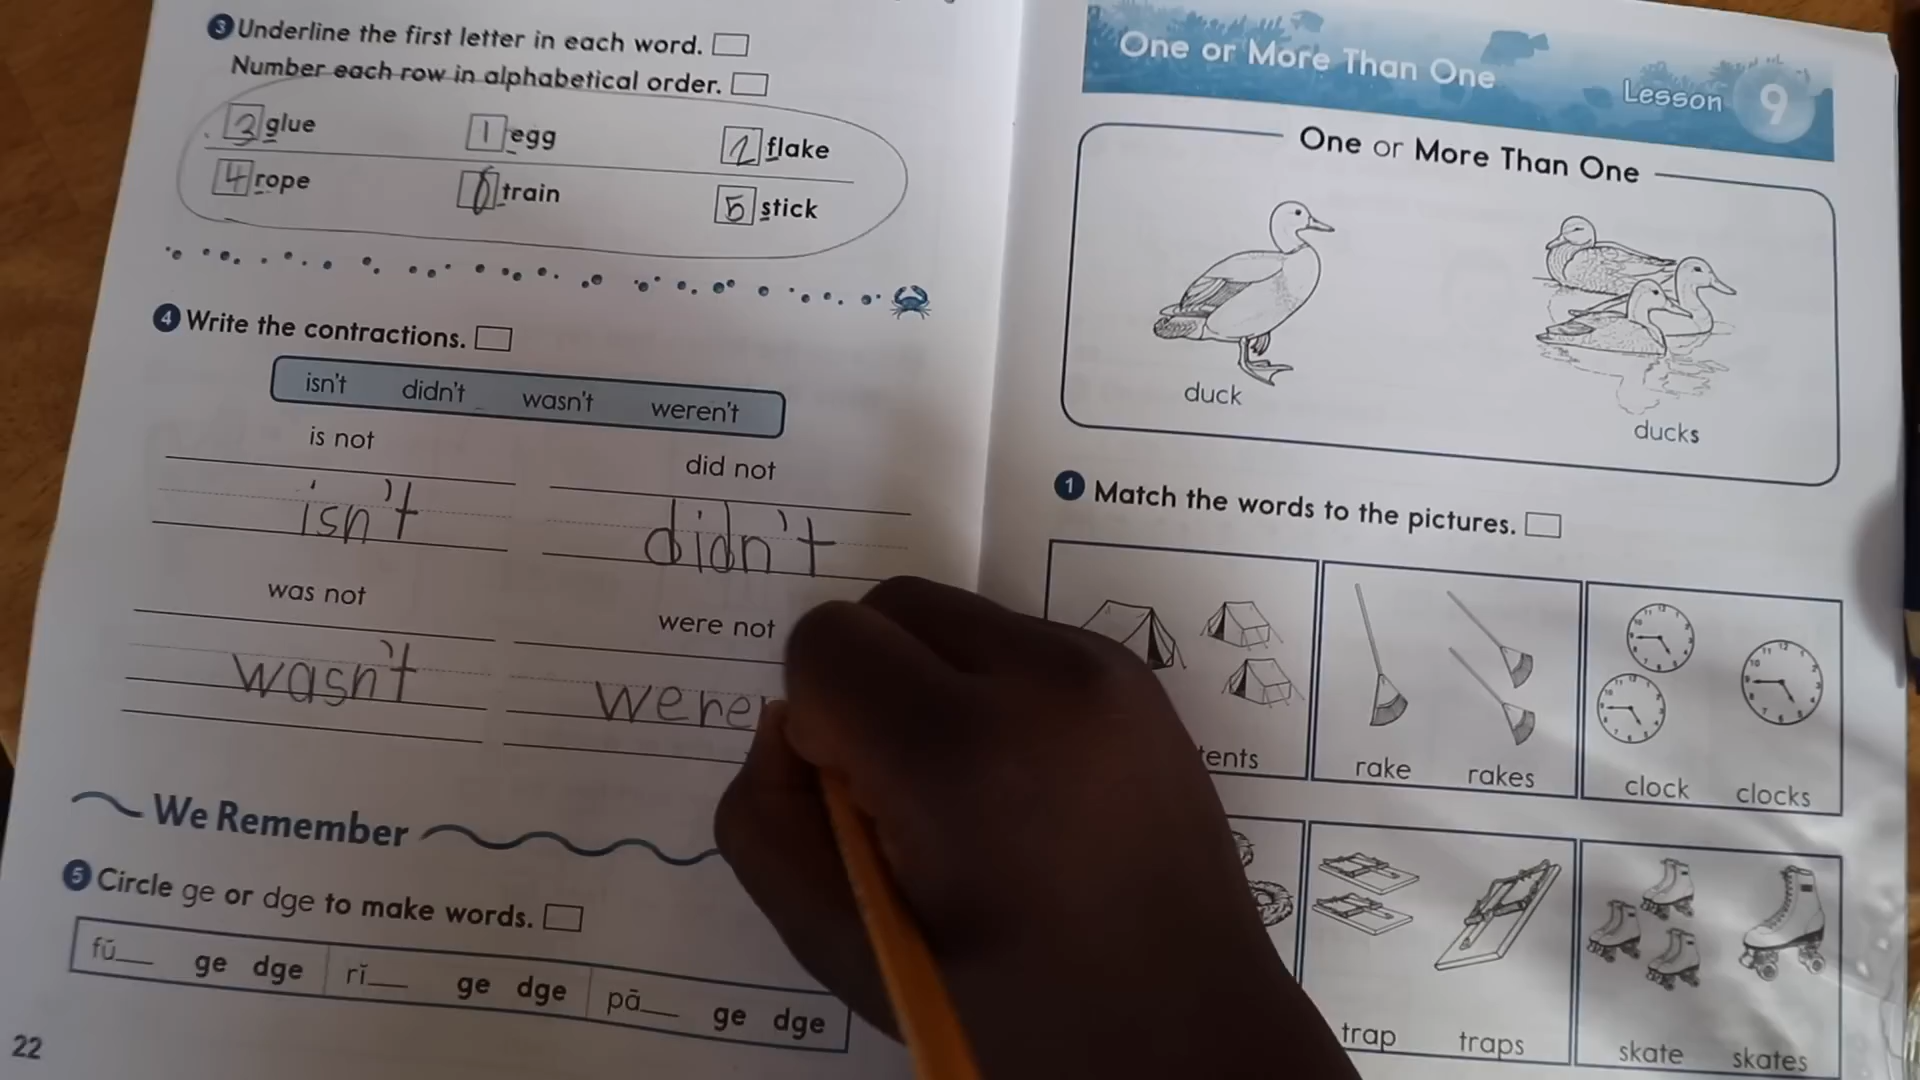 3 Underline the first letter in each word.
Number each row in alphabetical order.
3 glue 1 egg 2 flake
4 rope train 5 stick
4 Write the contractions.
isn't didn't wasn't weren't
is not did not
isn't didn't
was not were not
wasn't were
We Remember
5 Circle ge or dge to make words.
fŭ__ ge dge rĭ__ ge dge pā__ ge dge
22
One or More Than One
Lesson 9
One or More Than One
duck ducks
1 Match the words to the pictures.
tents rake rakes clock clocks
trap traps skate skates